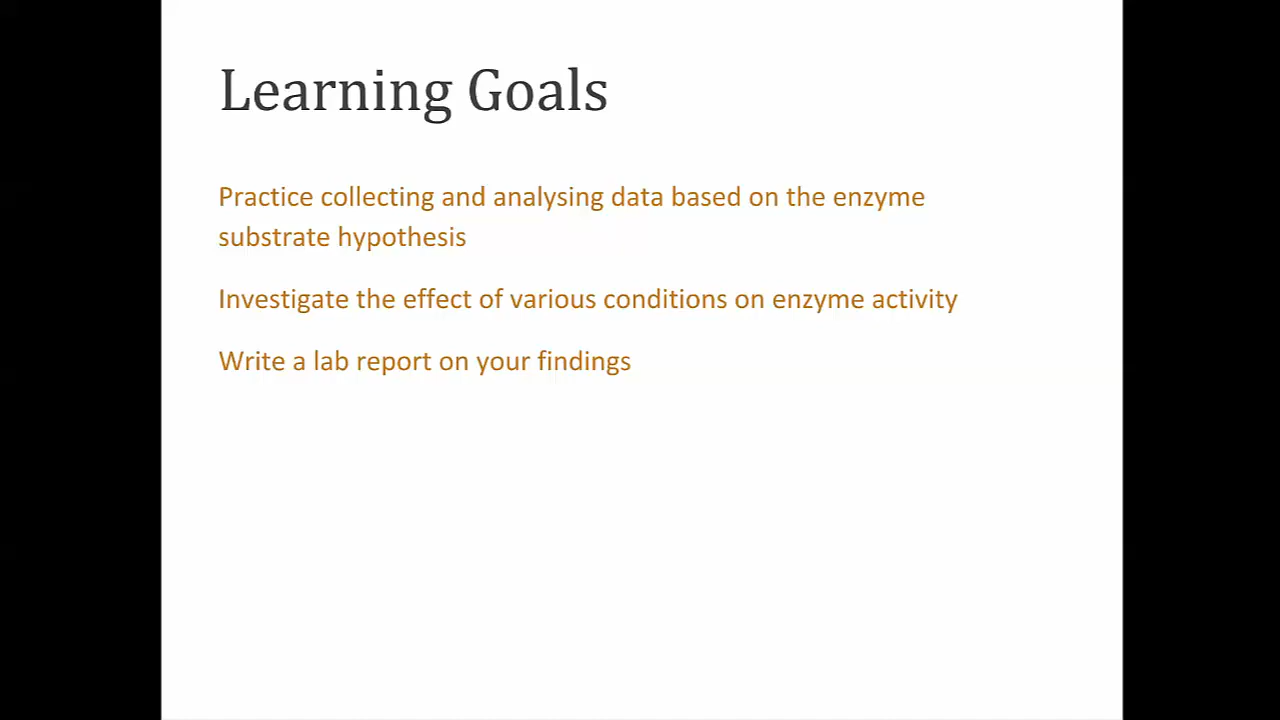 Learning Goals
Practice collecting and analysing data based on the enzyme
substrate hypothesis
Investigate the effect of various conditions on enzyme activity
Write a lab report on your findings